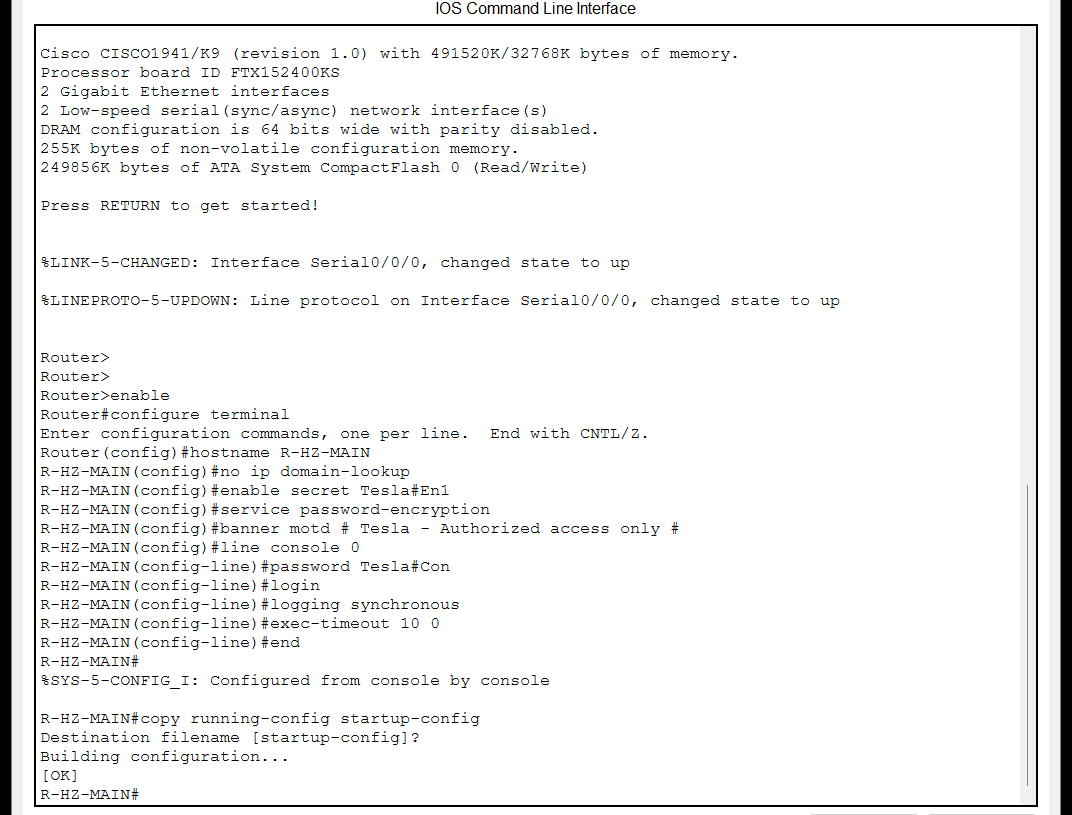 IOS Command Line Interface
Cisco CISCO1941/K9 (revision 1.0) with 491520K/32768K bytes of memory.
Processor board ID FTX152400KS
2 Gigabit Ethernet interfaces
2 Low-speed serial(sync/async) network interface(s)
DRAM configuration is 64 bits wide with parity disabled.
255K bytes of non-volatile configuration memory.
249856K bytes of ATA System CompactFlash 0 (Read/Write)
Press RETURN to get started!
%LINK-5-CHANGED: Interface Serial0/0/0, changed state to up
%LINEPROTO-5-UPDOWN: Line protocol on Interface Serial0/0/0, changed state to up
Router>
Router>
Router>enable
Router#configure terminal
Enter configuration commands, one per line.  End with CNTL/Z.
Router(config)#hostname R-HZ-MAIN
R-HZ-MAIN(config)#no ip domain-lookup
R-HZ-MAIN(config)#enable secret Tesla#En1
R-HZ-MAIN(config)#service password-encryption
R-HZ-MAIN(config)#banner motd # Tesla - Authorized access only #
R-HZ-MAIN(config)#line console 0
R-HZ-MAIN(config-line)#password Tesla#Con
R-HZ-MAIN(config-line)#login
R-HZ-MAIN(config-line)#logging synchronous
R-HZ-MAIN(config-line)#exec-timeout 10 0
R-HZ-MAIN(config-line)#end
R-HZ-MAIN#
%SYS-5-CONFIG_I: Configured from console by console
R-HZ-MAIN#copy running-config startup-config
Destination filename [startup-config]?
Building configuration...
[OK]
R-HZ-MAIN#